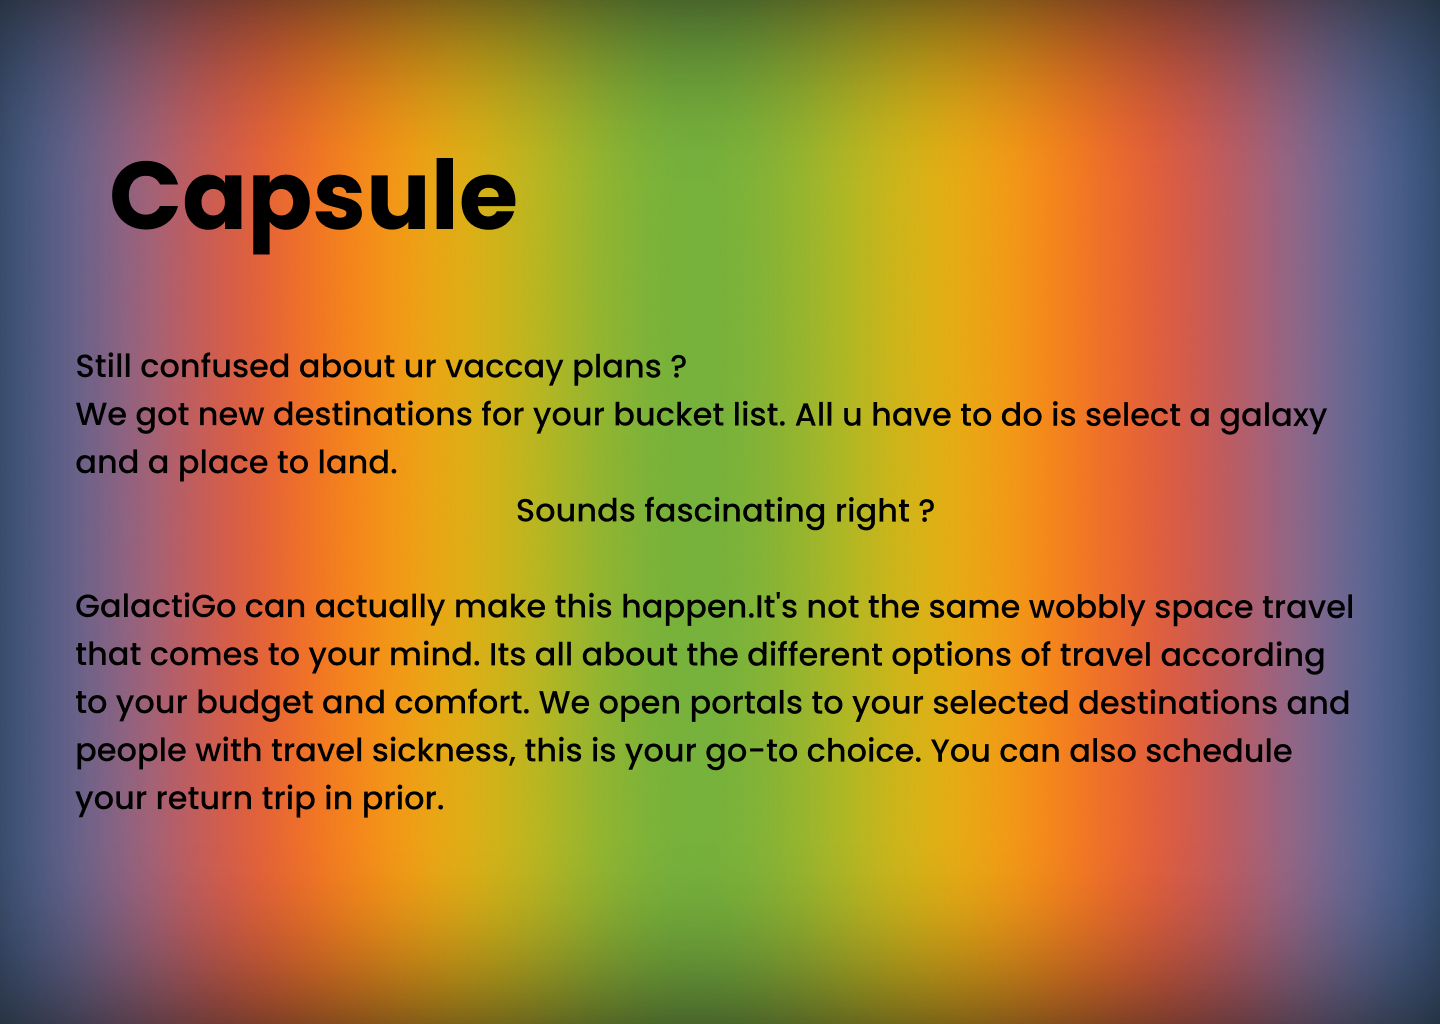 Capsule
Still confused about ur vaccay plans ?
We got new destinations for your bucket list. All u have to do is select a galaxy
and a place to land.
Sounds fascinating right ?
GalactiGo can actually make this happen.It's not the same wobbly space travel
that comes to your mind. Its all about the different options of travel according
to your budget and comfort. We open portals to your selected destinations and
people with travel sickness, this is your go-to choice. You can also schedule
your return trip in prior.